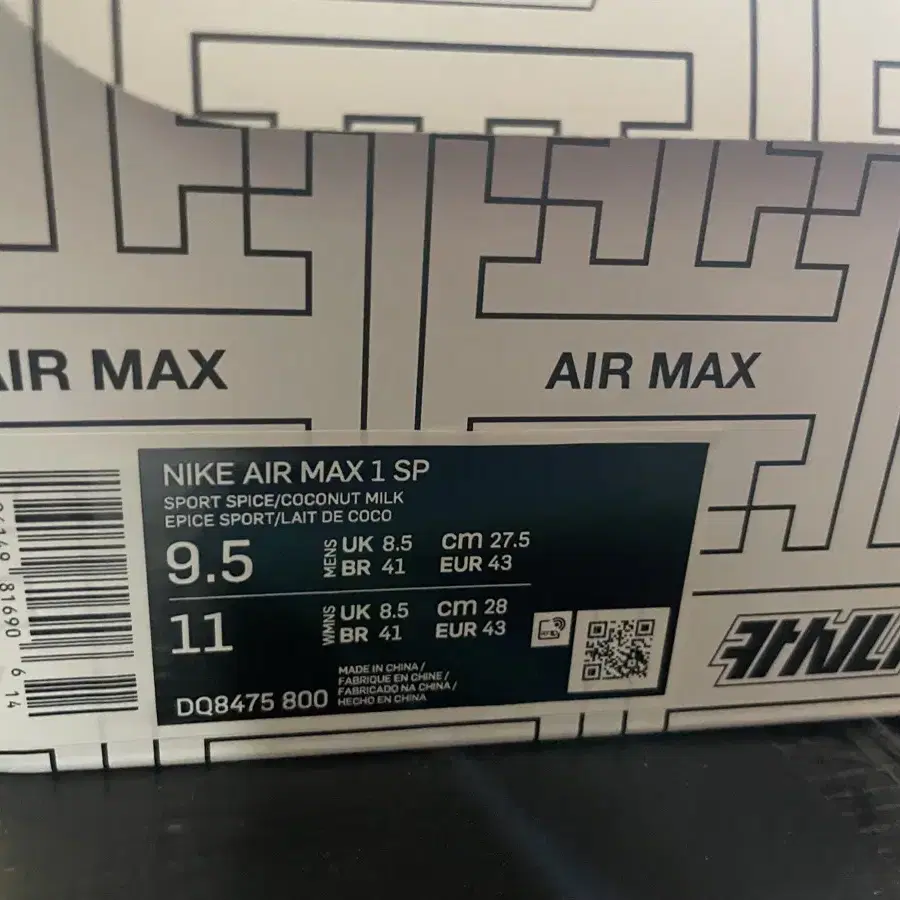 AIR MAX
AIR MAX
NIKE AIR MAX 1 SP
SPORT SPICE/COCONUT MILK
EPICE SPORT/LAIT DE COCO
9.5 MENS UK 8.5 cm 27.5
BR 41 EUR 43
11 WMNS UK 8.5 cm 28
BR 41 EUR 43
DQ8475 800
MADE IN CHINA /
FABRIQUE EN CHINE /
FABRICADO NA CHINA /
HECHO EN CHINA
81690 6 14